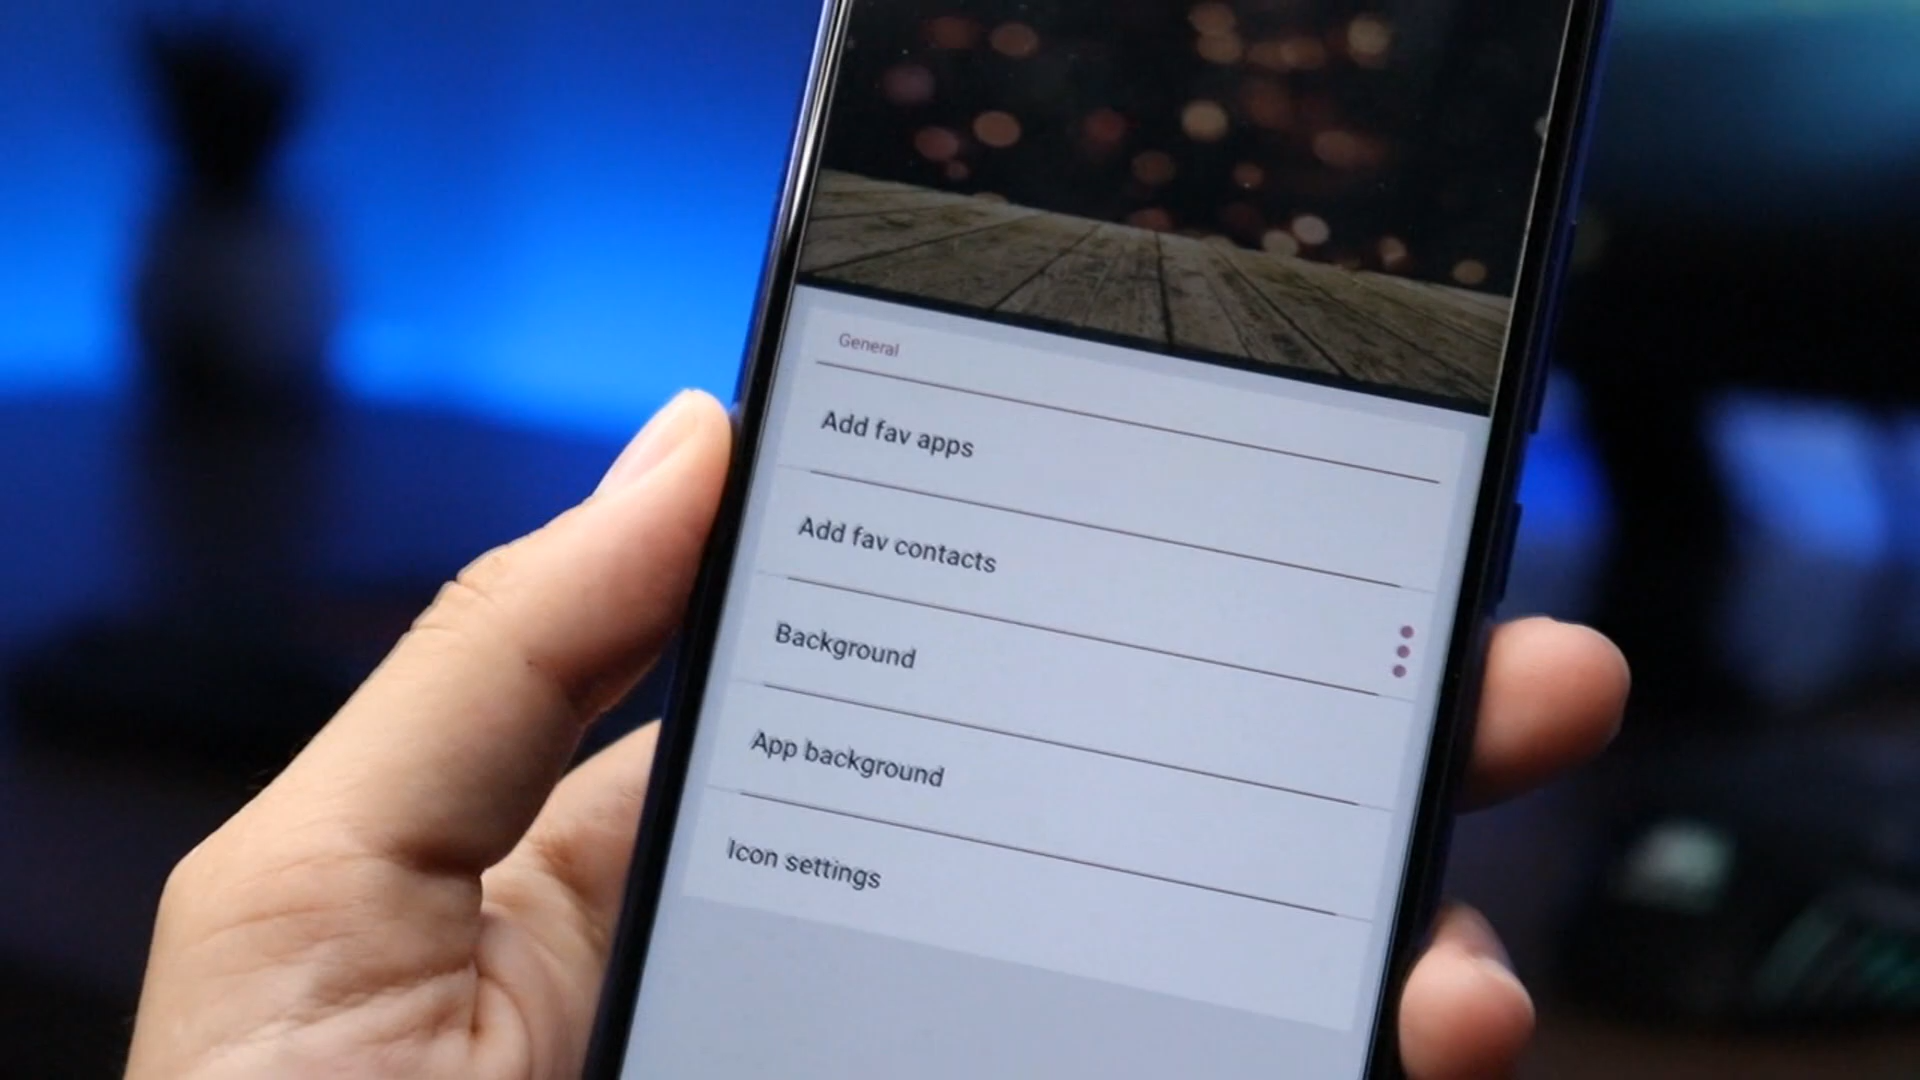 General
Add fav apps
Add fav contacts
Background
App background
Icon settings